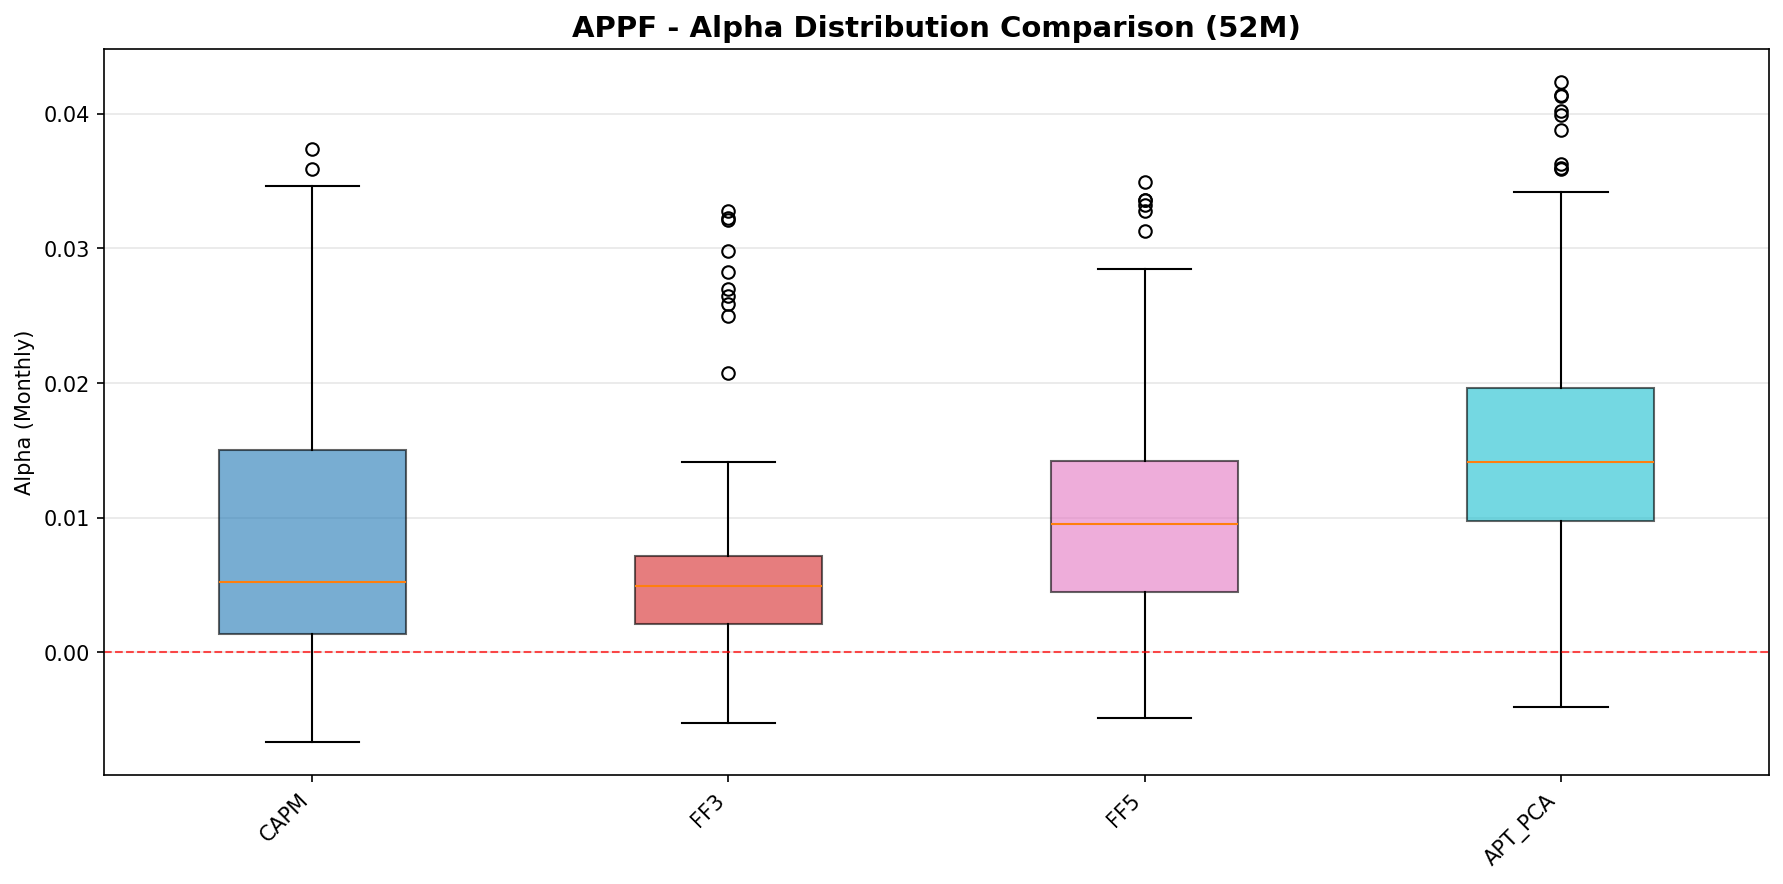 APPF - Alpha Distribution Comparison (52M)
Alpha (Monthly)
0.04
0.03
0.02
0.01
0.00
CAPM
FF3
FF5
APT_PCA